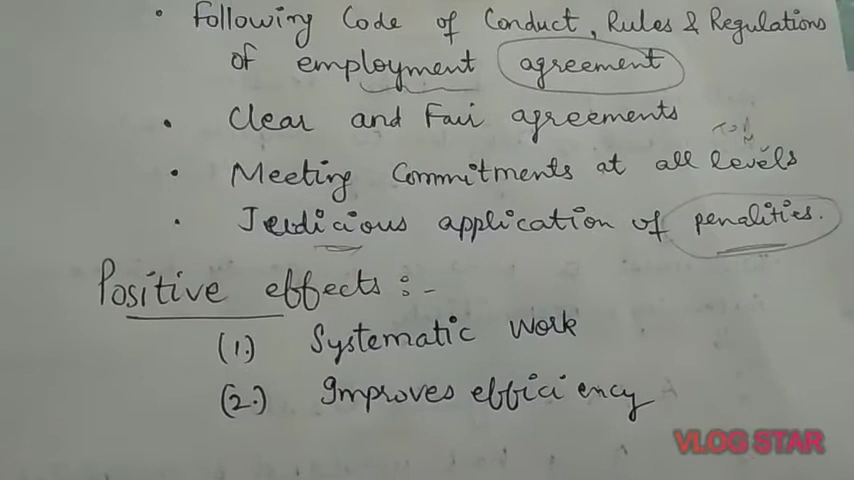 • Following Code of Conduct, Rules & Regulations
of employment agreement
• Clear and Fair agreements
• Meeting Commitments at all levels
• Judicious application of penalities.
Positive effects :-
(1.) Systematic work
(2.) Improves efficiency
VLOG STAR